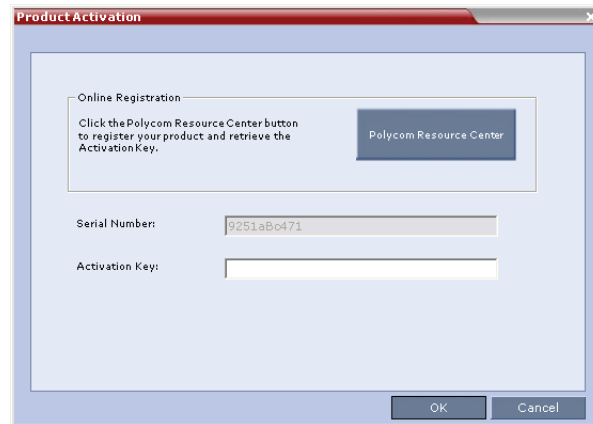 Product Activation
Online Registration
Click the Polycom Resource Center button
to register your product and retrieve the
Activation Key.
Polycom Resource Center
Serial Number:
9251aBc471
Activation Key:
OK
Cancel